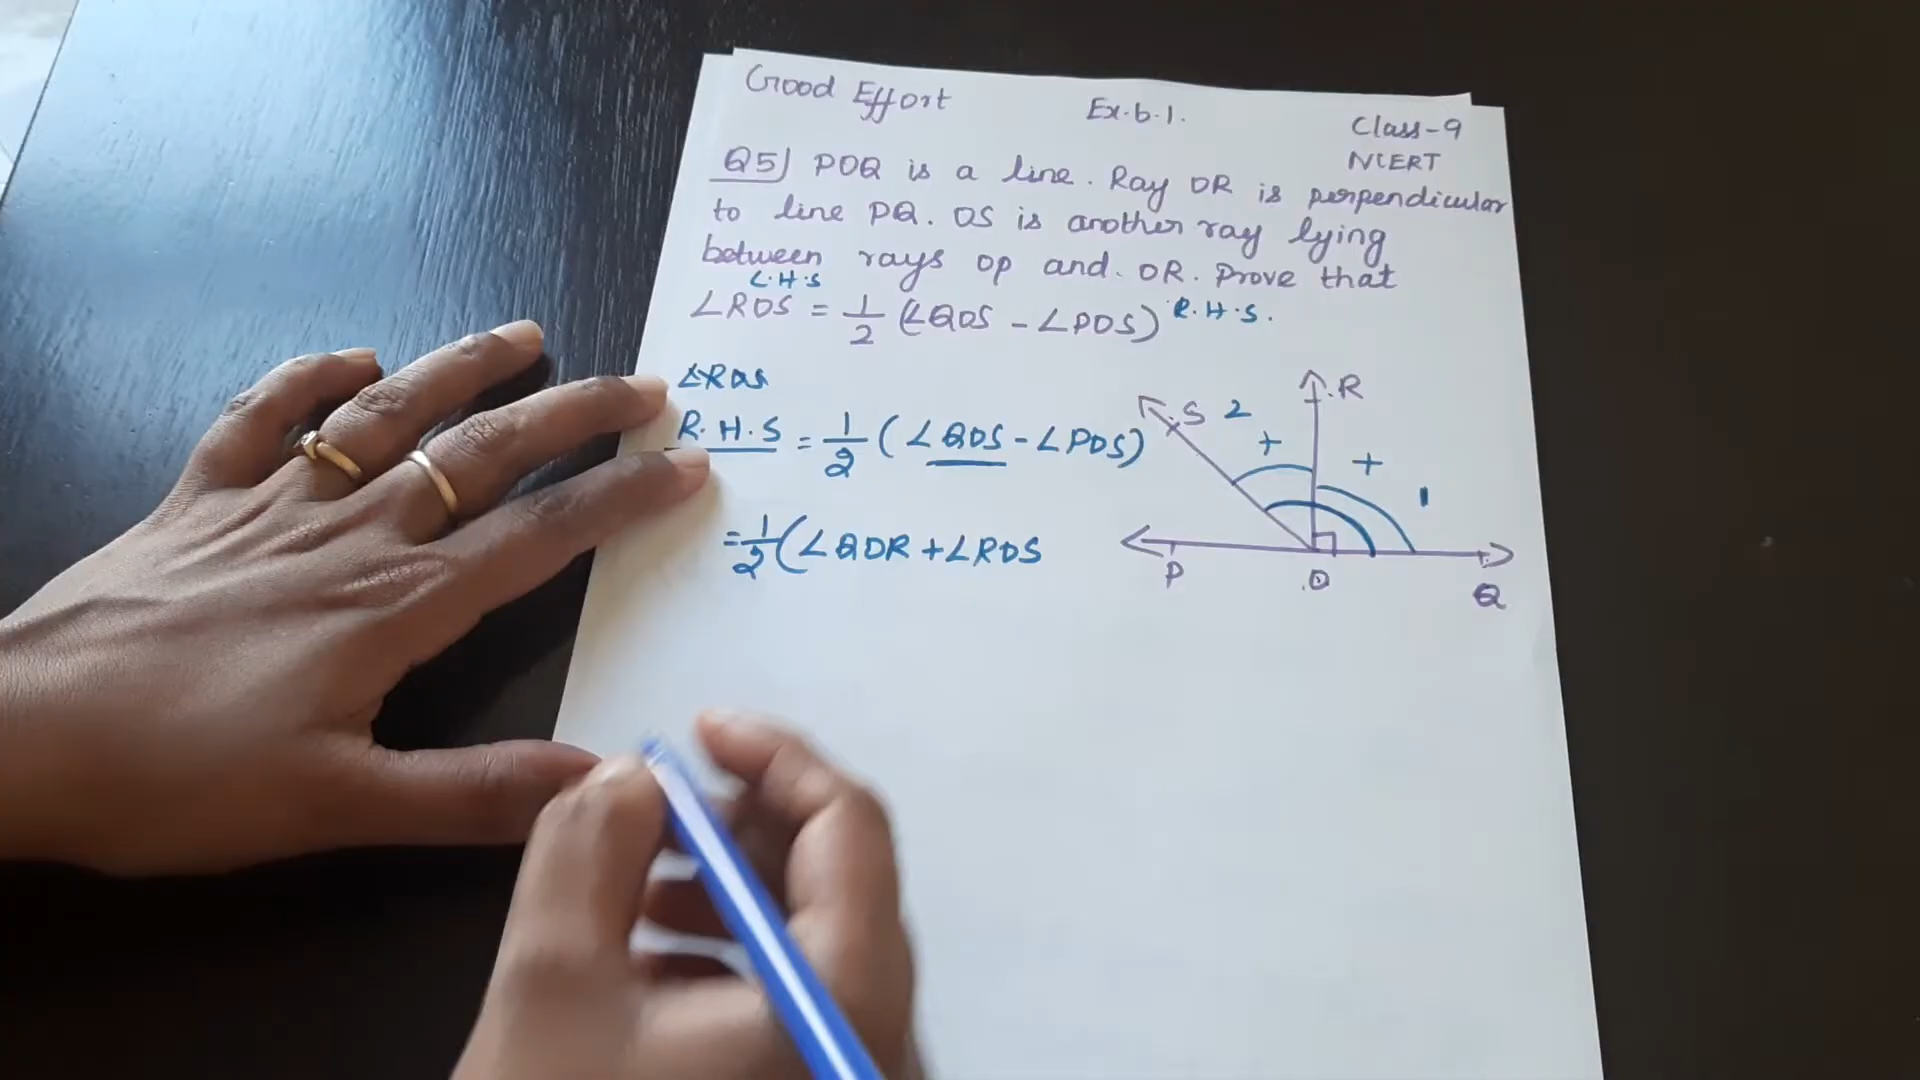 Good Effort
Ex.6.1.
Class-9
NCERT
Q5) POQ is a line. Ray OR is perpendicular
to line PQ. OS is another ray lying
between rays OP and OR. Prove that
L.H.S
∠ROS = 1/2 (∠QOS - ∠POS) R.H.S.
∠ROS
R.H.S = 1/2 (∠QOS - ∠POS)
= 1/2 (∠QOR + ∠ROS
R
S 2
+
+
1
P
O
Q